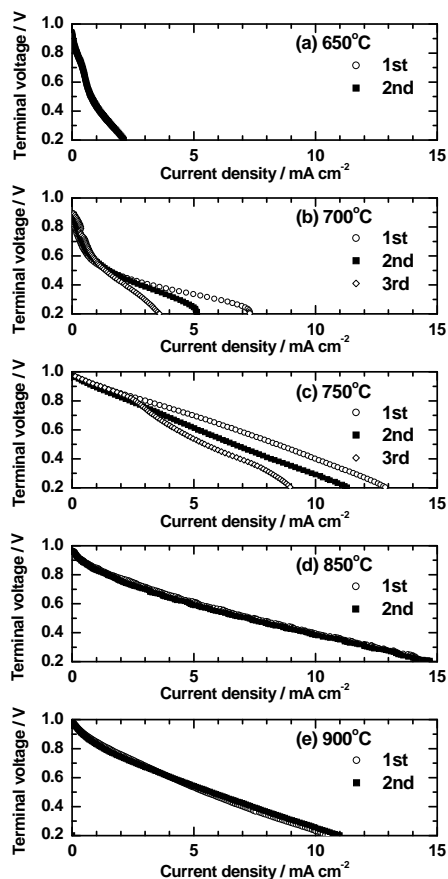 1.0
0.8
0.6
0.4
0.2
Terminal voltage / V
(a) 650°C
1st
2nd
0 5 10 15
Current density / mA cm-2
1.0
0.8
0.6
0.4
0.2
Terminal voltage / V
(b) 700°C
1st
2nd
3rd
0 5 10 15
Current density / mA cm-2
1.0
0.8
0.6
0.4
0.2
Terminal voltage / V
(c) 750°C
1st
2nd
3rd
0 5 10 15
Current density / mA cm-2
1.0
0.8
0.6
0.4
0.2
Terminal voltage / V
(d) 850°C
1st
2nd
0 5 10 15
Current density / mA cm-2
1.0
0.8
0.6
0.4
0.2
Terminal voltage / V
(e) 900°C
1st
2nd
0 5 10 15
Current density / mA cm-2